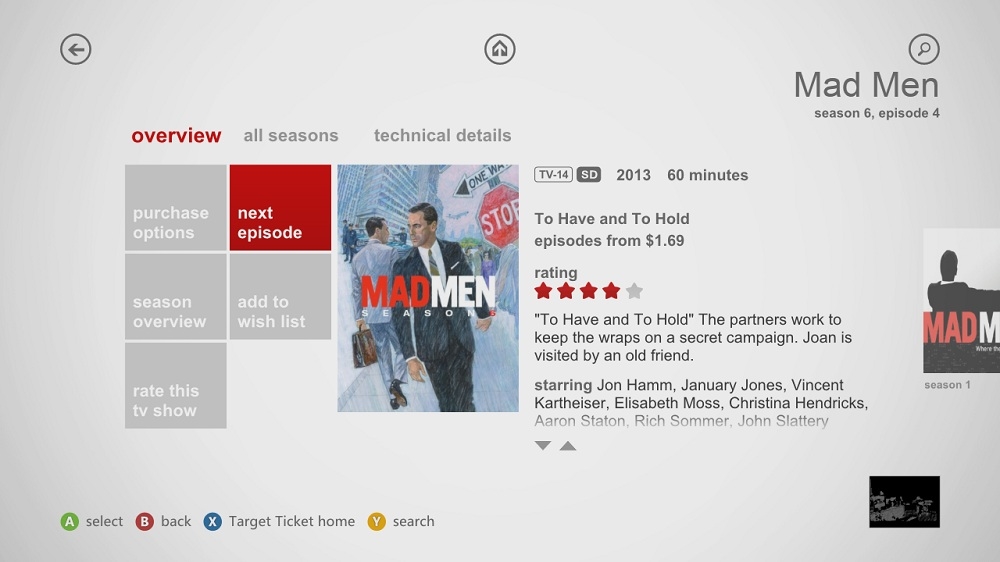 Mad Men
season 6, episode 4
overview
all seasons
technical details
purchase
options
next
episode
season
overview
add to
wish list
rate this
tv show
ONE WAY
STOP
MADMEN
SEASON 6
TV-14 SD 2013 60 minutes
To Have and To Hold
episodes from $1.69
rating
"To Have and To Hold" The partners work to
keep the wraps on a secret campaign. Joan is
visited by an old friend.
starring Jon Hamm, January Jones, Vincent
Kartheiser, Elisabeth Moss, Christina Hendricks,
Aaron Staton, Rich Sommer, John Slattery
MADM
Where the
season 1
A select B back X Target Ticket home Y search